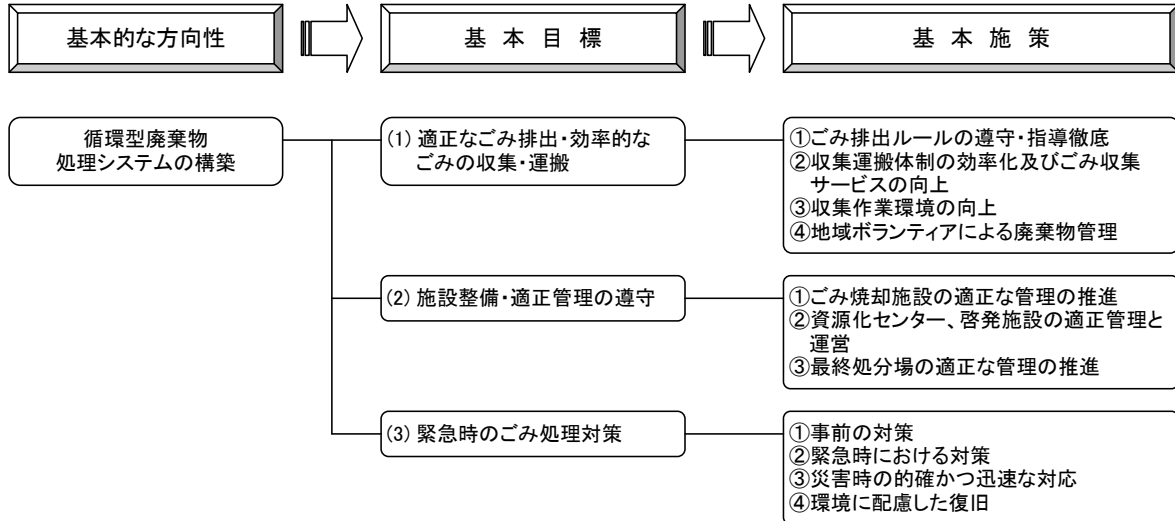 基本的な方向性
基 本 目 標
基 本 施 策
循環型廃棄物
処理システムの構築
(1) 適正なごみ排出・効率的な
ごみの収集・運搬
①ごみ排出ルールの遵守・指導徹底
②収集運搬体制の効率化及びごみ収集
サービスの向上
③収集作業環境の向上
④地域ボランティアによる廃棄物管理
(2) 施設整備・適正管理の遵守
①ごみ焼却施設の適正な管理の推進
②資源化センター、啓発施設の適正管理と
運営
③最終処分場の適正な管理の推進
(3) 緊急時のごみ処理対策
①事前の対策
②緊急時における対策
③災害時の的確かつ迅速な対応
④環境に配慮した復旧